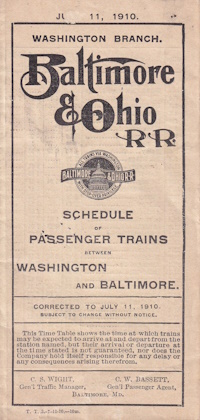 11, 1910.
WASHINGTON BRANCH.
Baltimore
& Ohio
R·R·
BALTIMORE & OHIO R-R
SCHEDULE
OF
PASSENGER TRAINS
BETWEEN
WASHINGTON
AND BALTIMORE.
CORRECTED TO JULY 11, 1910.
SUBJECT TO CHANGE WITHOUT NOTICE.
This Time Table shows the time at which trains
may be expected to arrive at and depart from the
station named, but their arrival or departure at
the time stated is not guaranteed, nor does the
Company hold itself responsible for any delay or
any consequences arising therefrom.
C. S. WIGHT, C. W. BASSETT,
Gen'l Traffic Manager, Gen'l Passenger Agent,
BALTIMORE, MD.